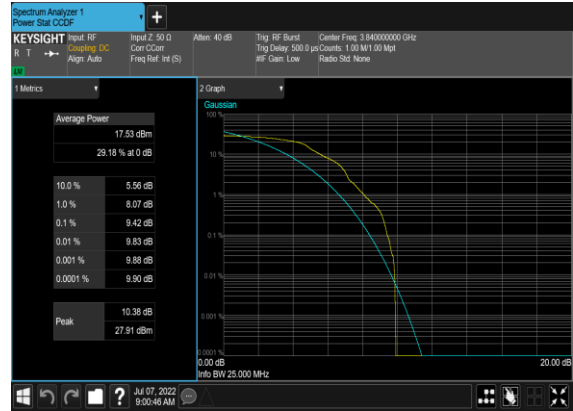 Spectrum Analyzer 1
Power Stat CCDF
KEYSIGHT
R T
LM
Input: RF
Coupling: DC
Align: Auto
Input Z: 50 Ω
Corr CCorr
Freq Ref: Int (S)
Atten: 40 dB
Trig: RF Burst
Trig Delay: 500.0 µs
#IF Gain: Low
Center Freq: 3.840000000 GHz
Counts: 1.00 M/1.00 Mpt
Radio Std: None
1 Metrics
Average Power
17.53 dBm
29.18 % at 0 dB
10.0 % 5.56 dB
1.0 % 8.07 dB
0.1 % 9.42 dB
0.01 % 9.83 dB
0.001 % 9.88 dB
0.0001 % 9.90 dB
Peak
10.38 dB
27.91 dBm
2 Graph
Gaussian
100 %
10 %
1 %
0.1 %
0.01 %
0.001 %
0.0001 %
0.00 dB 20.00 dB
Info BW 25.000 MHz
?
Jul 07, 2022
9:00:46 AM